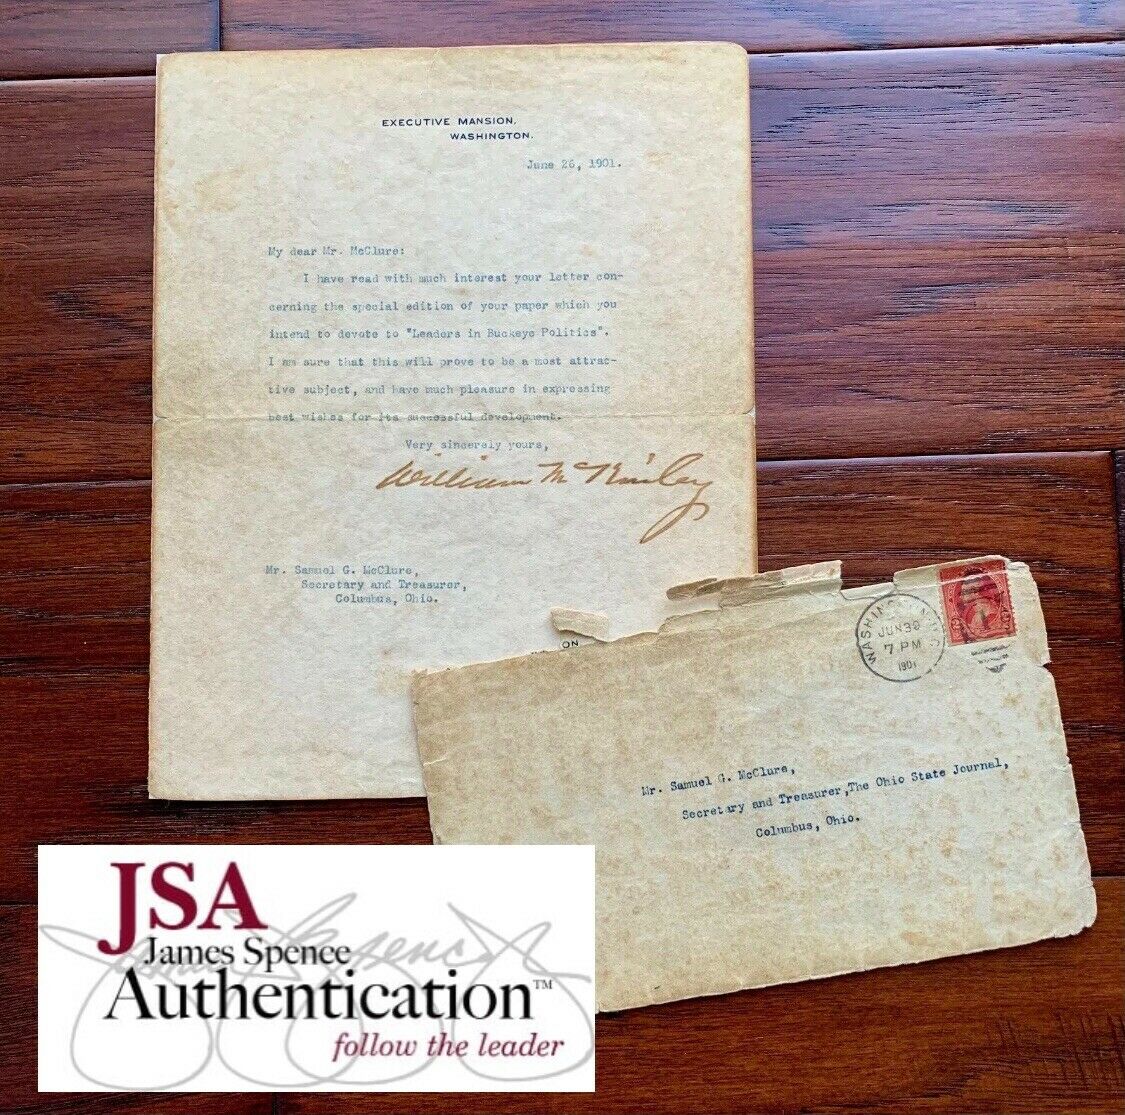 EXECUTIVE MANSION,
WASHINGTON.
June 26, 1901.
My dear Mr. McClure:
I have read with much interest your letter con-
cerning the special edition of your paper which you
intend to devote to "Leaders in Buckeye Politics".
I am sure that this will prove to be a most attrac-
tive subject, and have much pleasure in expressing
best wishes for its successful development.
Very sincerely yours,
William McKinley
Mr. Samuel G. McClure,
Secretary and Treasurer,
Columbus, Ohio.
ON
WASHINGTON, D.C.
JUN 30
7 PM
1901
Mr. Samuel G. McClure,
Secretary and Treasurer,The Ohio State Journal,
Columbus, Ohio.
JSA
James Spence
Authentication™
follow the leader